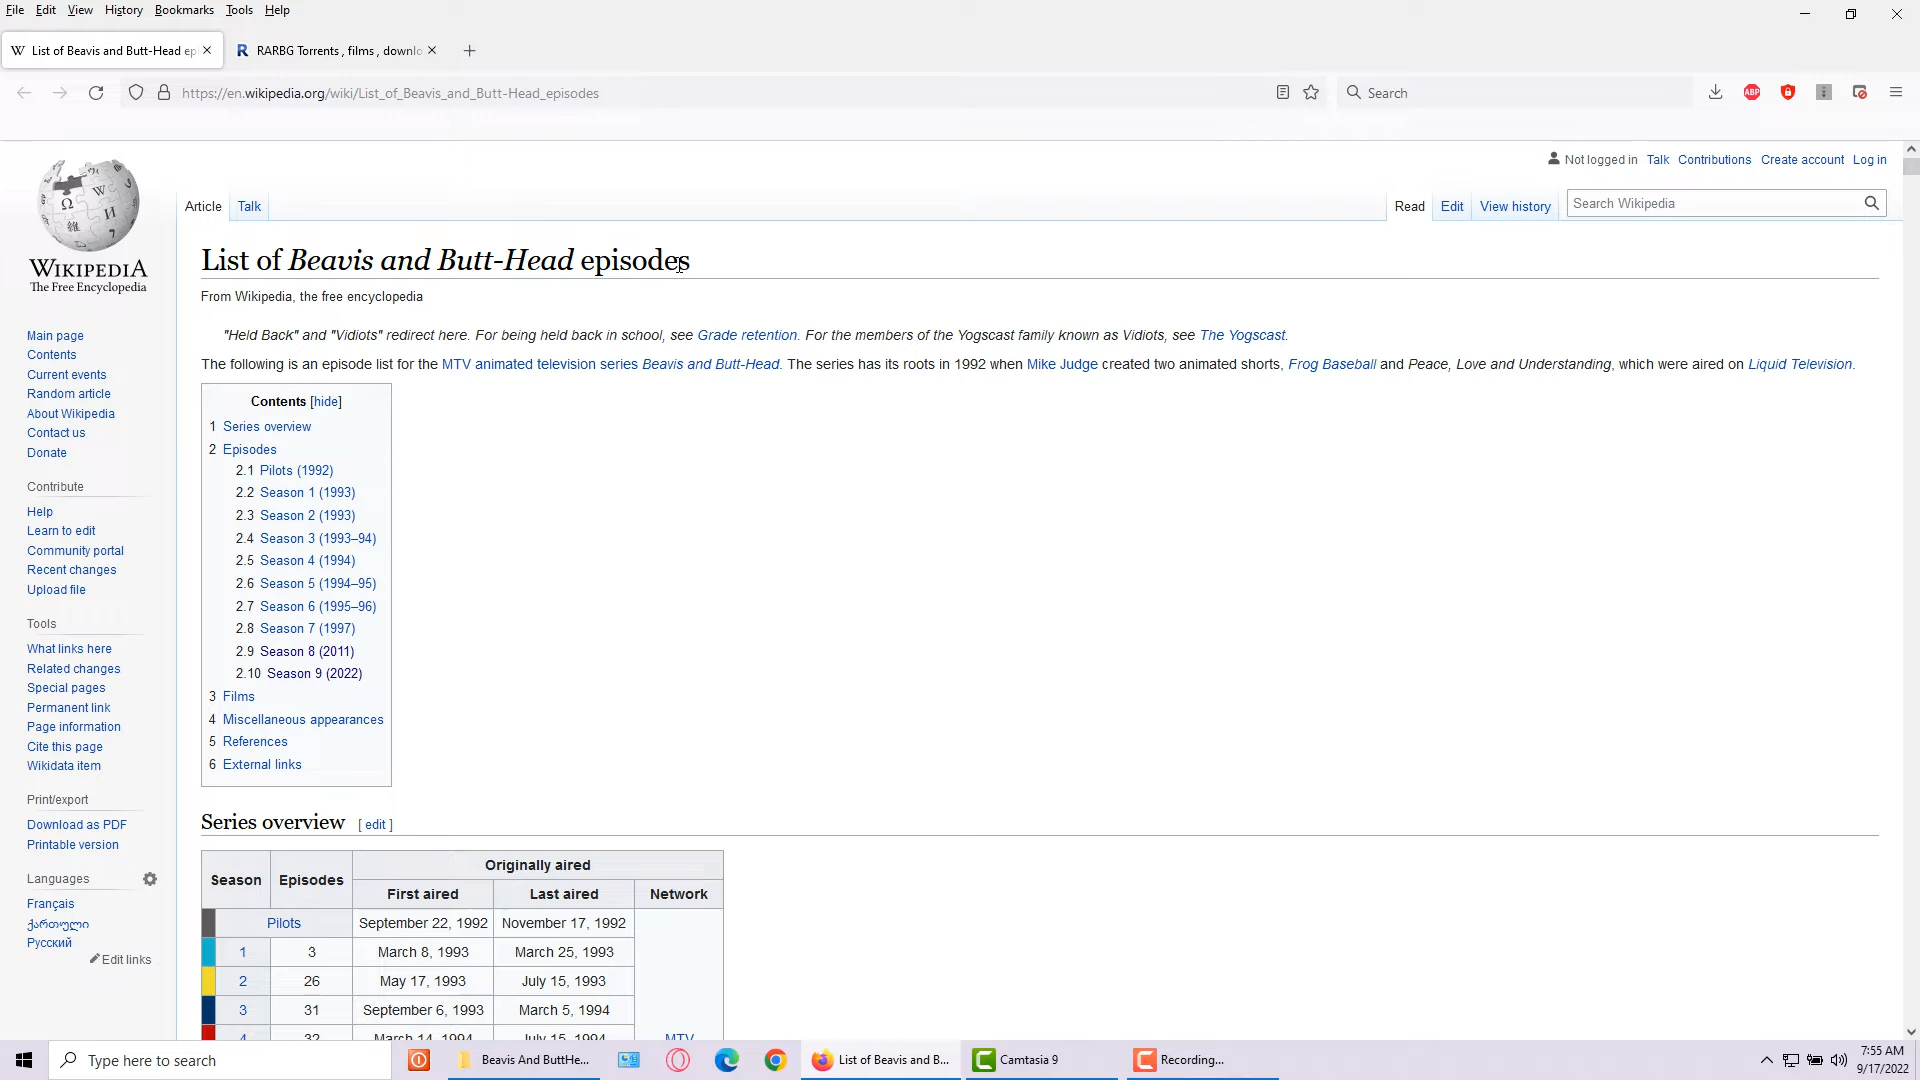 File Edit View History Bookmarks Tools Help
List of Beavis and Butt-Head ep
RARBG Torrents , films , downlo
https://en.wikipedia.org/wiki/List_of_Beavis_and_Butt-Head_episodes
Search
ABP
Not logged in Talk Contributions Create account Log in
Article Talk
Read Edit View history
Search Wikipedia
WIKIPEDIA
The Free Encyclopedia
List of Beavis and Butt-Head episodes
From Wikipedia, the free encyclopedia
"Held Back" and "Vidiots" redirect here. For being held back in school, see Grade retention. For the members of the Yogscast family known as Vidiots, see The Yogscast.
The following is an episode list for the MTV animated television series Beavis and Butt-Head. The series has its roots in 1992 when Mike Judge created two animated shorts, Frog Baseball and Peace, Love and Understanding, which were aired on Liquid Television.
Main page
Contents
Current events
Random article
About Wikipedia
Contact us
Donate
Contribute
Help
Learn to edit
Community portal
Recent changes
Upload file
Tools
What links here
Related changes
Special pages
Permanent link
Page information
Cite this page
Wikidata item
Print/export
Download as PDF
Printable version
Languages
Français
ქართული
Русский
Edit links
Contents [hide]
1 Series overview
2 Episodes
2.1 Pilots (1992)
2.2 Season 1 (1993)
2.3 Season 2 (1993)
2.4 Season 3 (1993–94)
2.5 Season 4 (1994)
2.6 Season 5 (1994–95)
2.7 Season 6 (1995–96)
2.8 Season 7 (1997)
2.9 Season 8 (2011)
2.10 Season 9 (2022)
3 Films
4 Miscellaneous appearances
5 References
6 External links
Series overview [ edit ]
Season Episodes Originally aired
First aired Last aired Network
Pilots September 22, 1992 November 17, 1992
1 3 March 8, 1993 March 25, 1993
2 26 May 17, 1993 July 15, 1993
3 31 September 6, 1993 March 5, 1994
4 32 March 14, 1994 July 15, 1994 MTV
Type here to search
Beavis And ButtHe...
List of Beavis and B...
Camtasia 9
Recording...
7:55 AM
9/17/2022